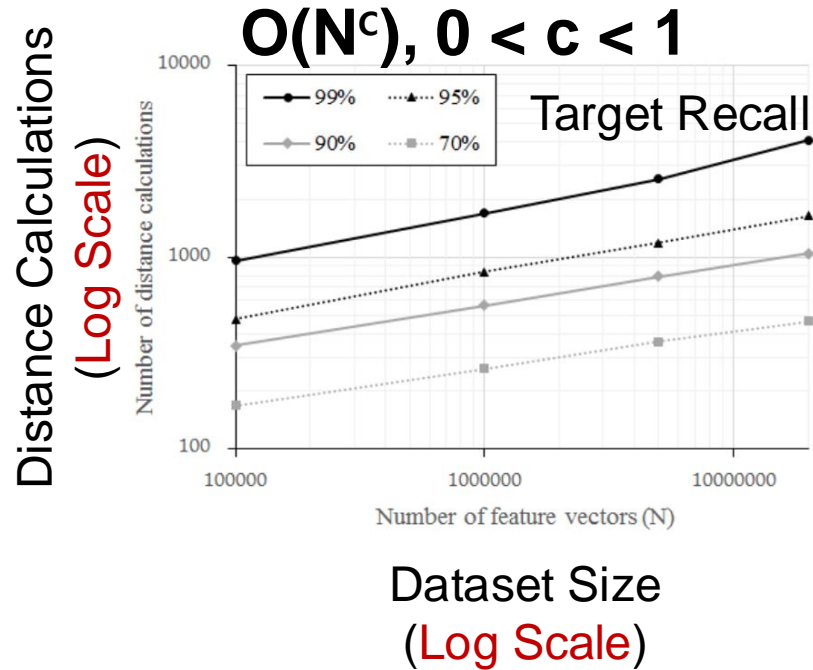 O(Nᶜ), 0 < c < 1
Distance Calculations
(Log Scale)
Number of distance calculations
10000
1000
100
99%
95%
90%
70%
Target Recall
100000
1000000
10000000
Number of feature vectors (N)
Dataset Size
(Log Scale)